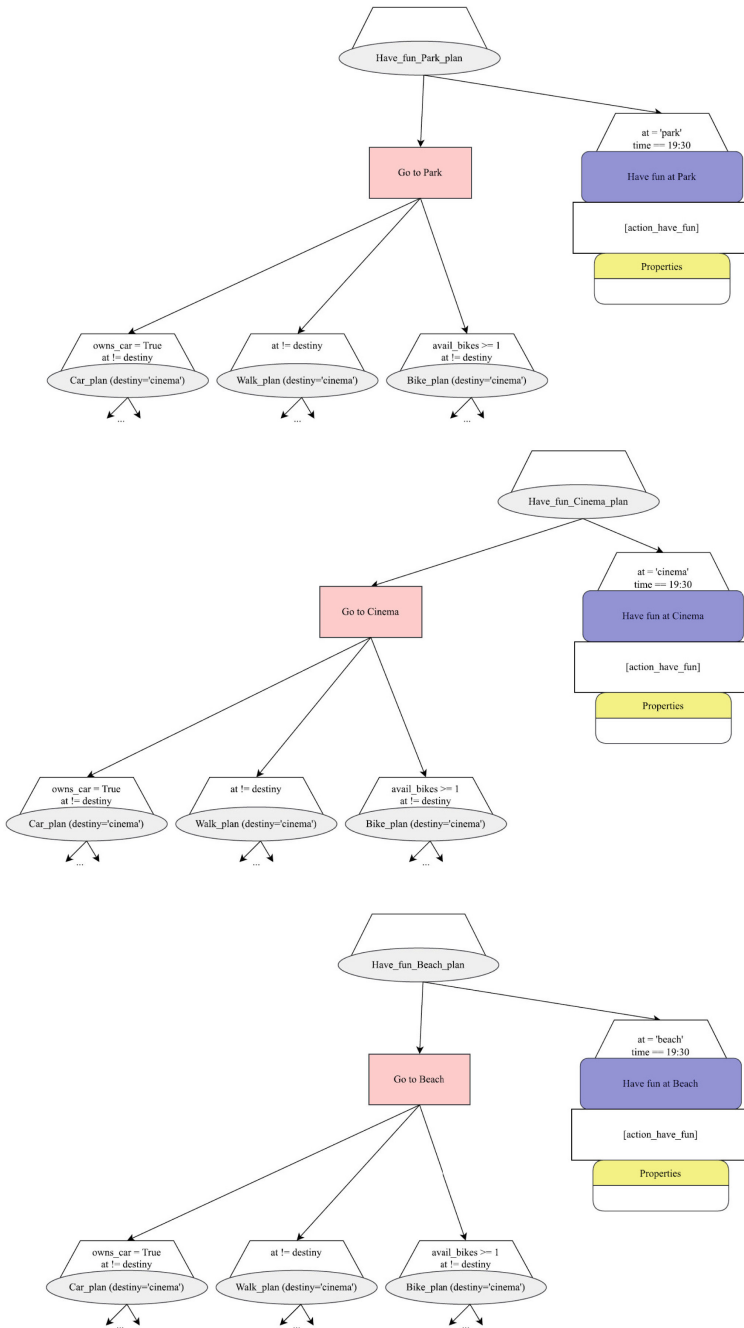 Have_fun_Park_plan
at = 'park'
time == 19:30
Go to Park
Have fun at Park
[action_have_fun]
Properties
owns_car = True
at != destiny
Car_plan (destiny='cinema')
...
at != destiny
Walk_plan (destiny='cinema')
...
avail_bikes >= 1
at != destiny
Bike_plan (destiny='cinema')
...
Have_fun_Cinema_plan
at = 'cinema'
time == 19:30
Go to Cinema
Have fun at Cinema
[action_have_fun]
Properties
owns_car = True
at != destiny
Car_plan (destiny='cinema')
...
at != destiny
Walk_plan (destiny='cinema')
...
avail_bikes >= 1
at != destiny
Bike_plan (destiny='cinema')
...
Have_fun_Beach_plan
at = 'beach'
time == 19:30
Go to Beach
Have fun at Beach
[action_have_fun]
Properties
owns_car = True
at != destiny
Car_plan (destiny='cinema')
...
at != destiny
Walk_plan (destiny='cinema')
...
avail_bikes >= 1
at != destiny
Bike_plan (destiny='cinema')
...